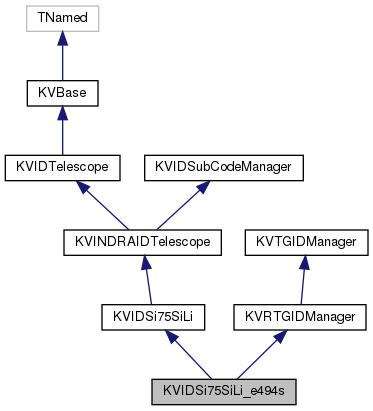 TNamed
KVBase
KVIDTelescope
KVIDSubCodeManager
KVINDRAIDTelescope
KVTGIDManager
KVIDSi75SiLi
KVRTGIDManager
KVIDSi75SiLi_e494s